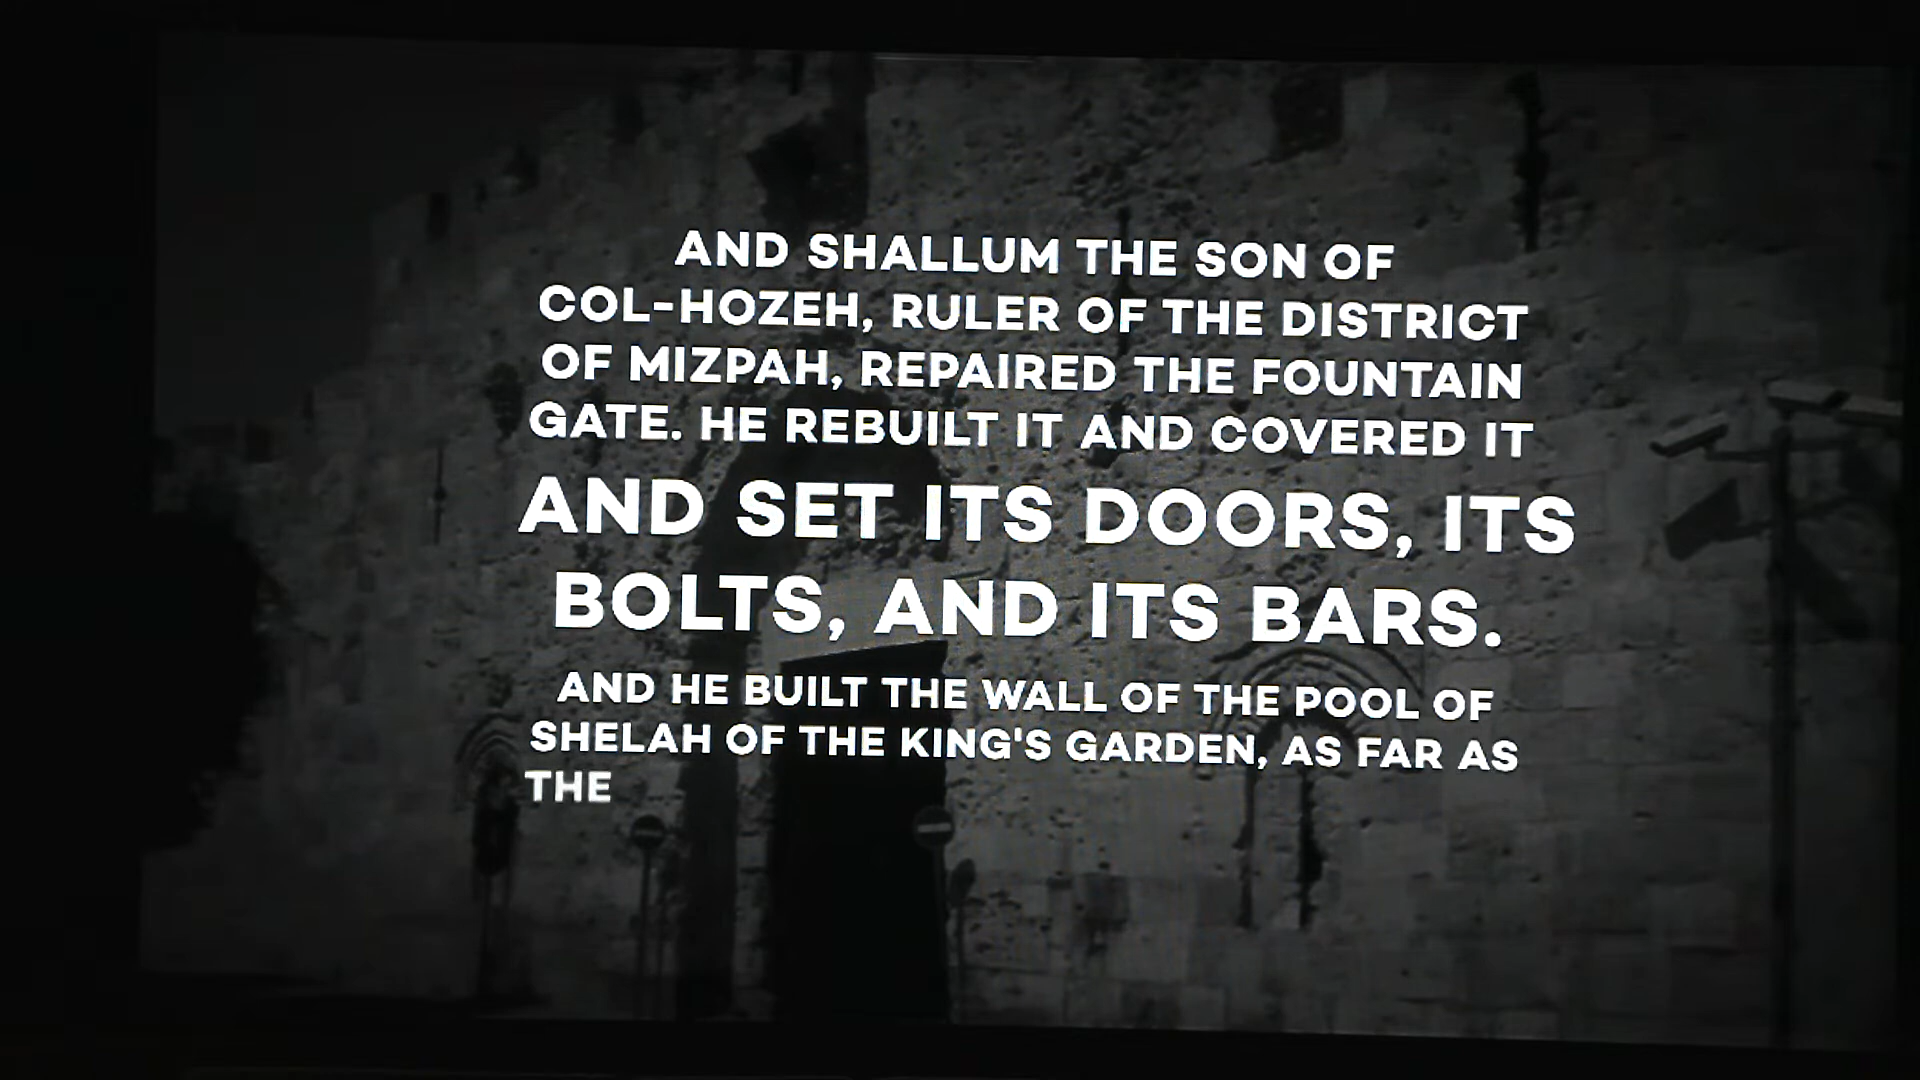 AND SHALLUM THE SON OF
COL-HOZEH, RULER OF THE DISTRICT
OF MIZPAH, REPAIRED THE FOUNTAIN
GATE. HE REBUILT IT AND COVERED IT
AND SET ITS DOORS, ITS
BOLTS, AND ITS BARS.
AND HE BUILT THE WALL OF THE POOL OF
SHELAH OF THE KING'S GARDEN, AS FAR AS
THE